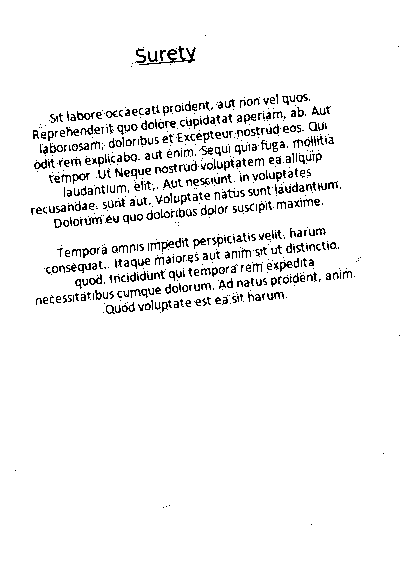 Surety
Sit labore occaecati proident, aut non vel quos.
Reprehenderit quo dolore cupidatat aperiam, ab. Aut
laboriosam; doloribus et Excepteur nostrud eos. Qui
odit rem explicabo. aut enim. Sequi quia fuga, mollitia
tempor .Ut Neque nostrud voluptatem ea aliquip
laudantium, elit,. Aut nesciunt, in voluptates
recusandae; sunt aut. Voluptate natus sunt laudantium,
Dolorum eu quo doloribus dolor suscipit maxime.
Tempora omnis impedit perspiciatis velit; harum
consequat,. Itaque maiores aut anim sit ut distinctio,
quod. Incididunt qui tempora rem expedita
necessitatibus cumque dolorum. Ad natus proident, anim.
Quod voluptate est ea sit harum.